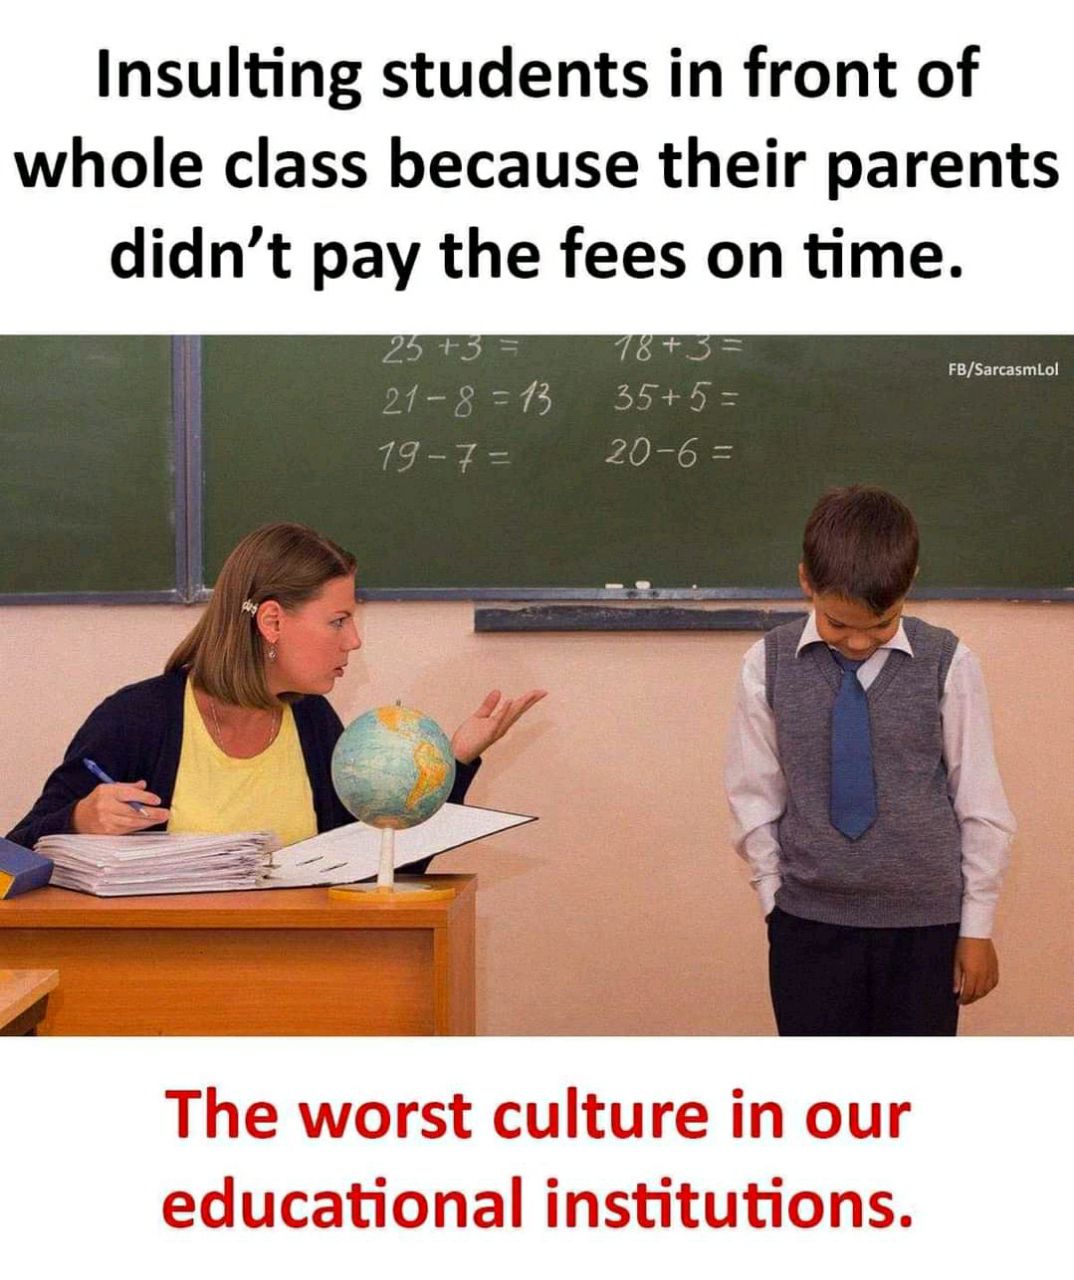 Insulting students in front of
whole class because their parents
didn’t pay the fees on time.
25 +3 = 18+3=
FB/SarcasmLol
21-8=13 35+5=
19-7= 20-6=
The worst culture in our
educational institutions.